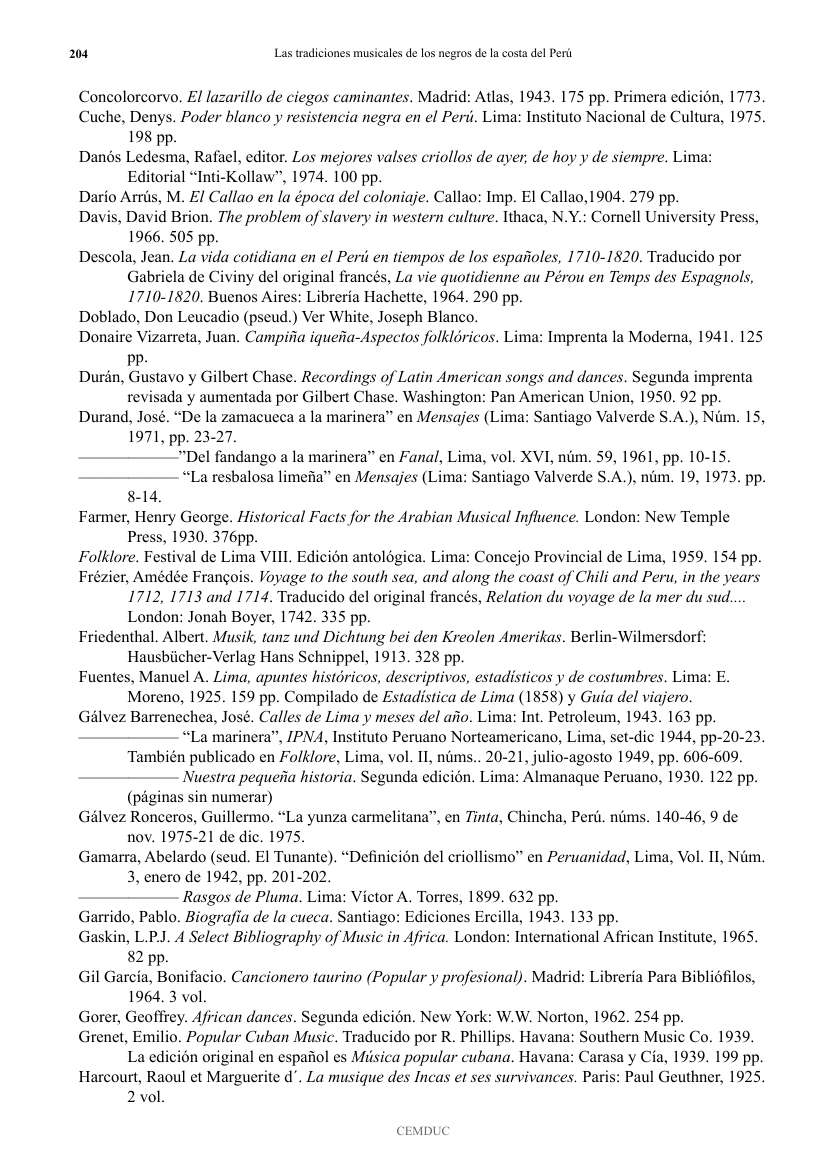 204
Las tradiciones musicales de los negros de la costa del Perú
Concolorcorvo. El lazarillo de ciegos caminantes. Madrid: Atlas, 1943. 175 pp. Primera edición, 1773.
Cuche, Denys. Poder blanco y resistencia negra en el Perú. Lima: Instituto Nacional de Cultura, 1975.
198 pp.
Danós Ledesma, Rafael, editor. Los mejores valses criollos de ayer, de hoy y de siempre. Lima:
Editorial “Inti-Kollaw”, 1974. 100 pp.
Darío Arrús, M. El Callao en la época del coloniaje. Callao: Imp. El Callao,1904. 279 pp.
Davis, David Brion. The problem of slavery in western culture. Ithaca, N.Y.: Cornell University Press,
1966. 505 pp.
Descola, Jean. La vida cotidiana en el Perú en tiempos de los españoles, 1710-1820. Traducido por
Gabriela de Civiny del original francés, La vie quotidienne au Pérou en Temps des Espagnols,
1710-1820. Buenos Aires: Librería Hachette, 1964. 290 pp.
Doblado, Don Leucadio (pseud.) Ver White, Joseph Blanco.
Donaire Vizarreta, Juan. Campiña iqueña-Aspectos folklóricos. Lima: Imprenta la Moderna, 1941. 125
pp.
Durán, Gustavo y Gilbert Chase. Recordings of Latin American songs and dances. Segunda imprenta
revisada y aumentada por Gilbert Chase. Washington: Pan American Union, 1950. 92 pp.
Durand, José. “De la zamacueca a la marinera” en Mensajes (Lima: Santiago Valverde S.A.), Núm. 15,
1971, pp. 23-27.
——————”Del fandango a la marinera” en Fanal, Lima, vol. XVI, núm. 59, 1961, pp. 10-15.
—————— “La resbalosa limeña” en Mensajes (Lima: Santiago Valverde S.A.), núm. 19, 1973. pp.
8-14.
Farmer, Henry George. Historical Facts for the Arabian Musical Influence. London: New Temple
Press, 1930. 376pp.
Folklore. Festival de Lima VIII. Edición antológica. Lima: Concejo Provincial de Lima, 1959. 154 pp.
Frézier, Amédée François. Voyage to the south sea, and along the coast of Chili and Peru, in the years
1712, 1713 and 1714. Traducido del original francés, Relation du voyage de la mer du sud....
London: Jonah Boyer, 1742. 335 pp.
Friedenthal. Albert. Musik, tanz und Dichtung bei den Kreolen Amerikas. Berlin-Wilmersdorf:
Hausbücher-Verlag Hans Schnippel, 1913. 328 pp.
Fuentes, Manuel A. Lima, apuntes históricos, descriptivos, estadísticos y de costumbres. Lima: E.
Moreno, 1925. 159 pp. Compilado de Estadística de Lima (1858) y Guía del viajero.
Gálvez Barrenechea, José. Calles de Lima y meses del año. Lima: Int. Petroleum, 1943. 163 pp.
—————— “La marinera”, IPNA, Instituto Peruano Norteamericano, Lima, set-dic 1944, pp-20-23.
También publicado en Folklore, Lima, vol. II, núms.. 20-21, julio-agosto 1949, pp. 606-609.
—————— Nuestra pequeña historia. Segunda edición. Lima: Almanaque Peruano, 1930. 122 pp.
(páginas sin numerar)
Gálvez Ronceros, Guillermo. “La yunza carmelitana”, en Tinta, Chincha, Perú. núms. 140-46, 9 de
nov. 1975-21 de dic. 1975.
Gamarra, Abelardo (seud. El Tunante). “Definición del criollismo” en Peruanidad, Lima, Vol. II, Núm.
3, enero de 1942, pp. 201-202.
—————— Rasgos de Pluma. Lima: Víctor A. Torres, 1899. 632 pp.
Garrido, Pablo. Biografía de la cueca. Santiago: Ediciones Ercilla, 1943. 133 pp.
Gaskin, L.P.J. A Select Bibliography of Music in Africa. London: International African Institute, 1965.
82 pp.
Gil García, Bonifacio. Cancionero taurino (Popular y profesional). Madrid: Librería Para Bibliófilos,
1964. 3 vol.
Gorer, Geoffrey. African dances. Segunda edición. New York: W.W. Norton, 1962. 254 pp.
Grenet, Emilio. Popular Cuban Music. Traducido por R. Phillips. Havana: Southern Music Co. 1939.
La edición original en español es Música popular cubana. Havana: Carasa y Cía, 1939. 199 pp.
Harcourt, Raoul et Marguerite d´. La musique des Incas et ses survivances. Paris: Paul Geuthner, 1925.
2 vol.
CEMDUC